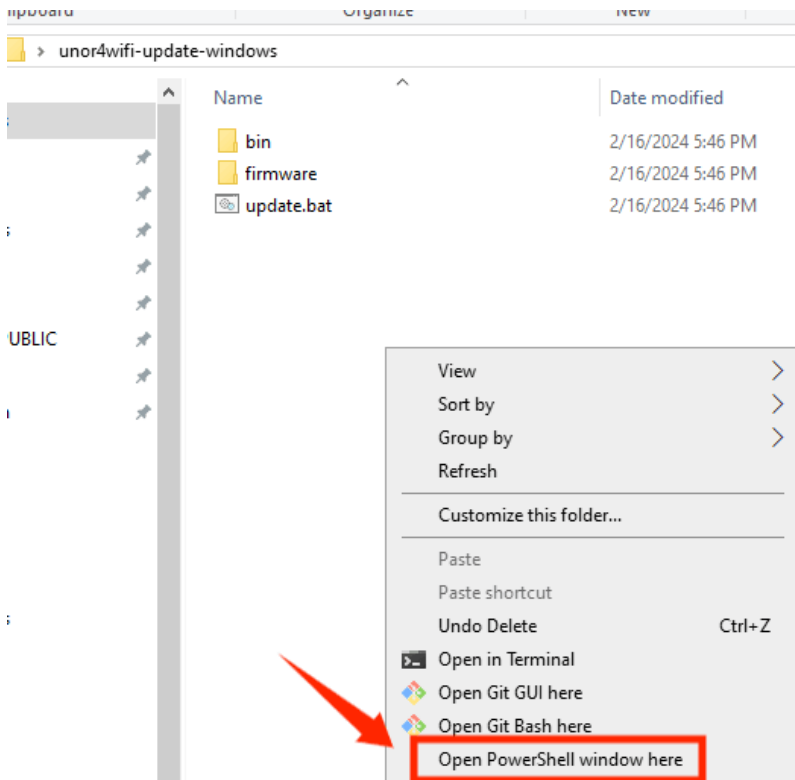 Organize
New
unor4wifi-update-windows
Name
Date modified
bin
2/16/2024 5:46 PM
firmware
2/16/2024 5:46 PM
update.bat
2/16/2024 5:46 PM
UBLIC
View
Sort by
Group by
Refresh
Customize this folder...
Paste
Paste shortcut
Undo Delete Ctrl+Z
Open in Terminal
Open Git GUI here
Open Git Bash here
Open PowerShell window here